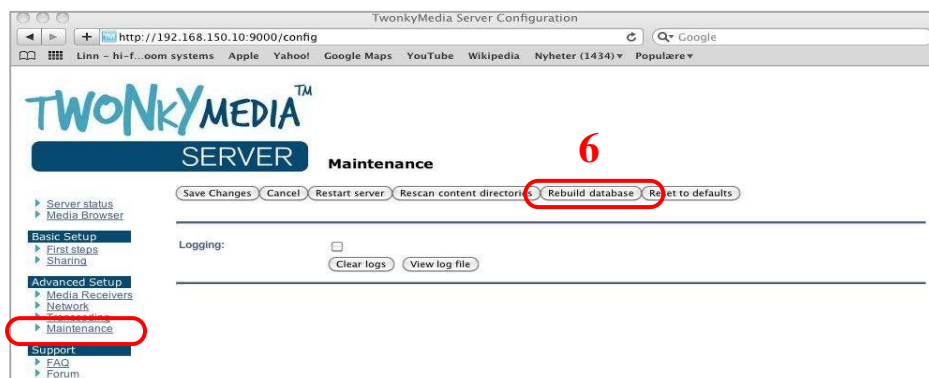 TwonkyMedia Server Configuration
http://192.168.150.10:9000/config
Google
Linn – hi-f...oom systems Apple Yahoo! Google Maps YouTube Wikipedia Nyheter (1434) Populære
TWONKYMEDIA™
SERVER
Maintenance
6
Save Changes Cancel Restart server Rescan content directories Rebuild database Reset to defaults
Server status
Media Browser
Basic Setup
First steps
Sharing
Advanced Setup
Media Receivers
Network
Transcoding
Maintenance
Support
FAQ
Forum
Logging:
Clear logs View log file